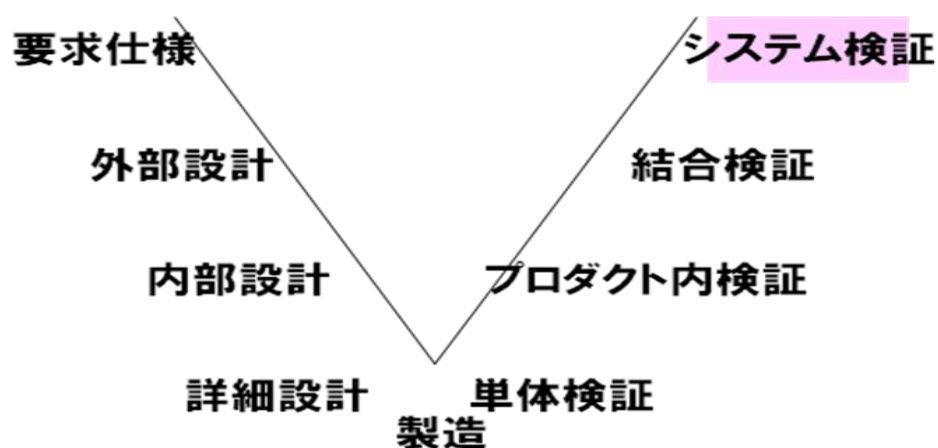 要求仕様
システム検証
外部設計
結合検証
内部設計
プロダクト内検証
詳細設計
単体検証
製造